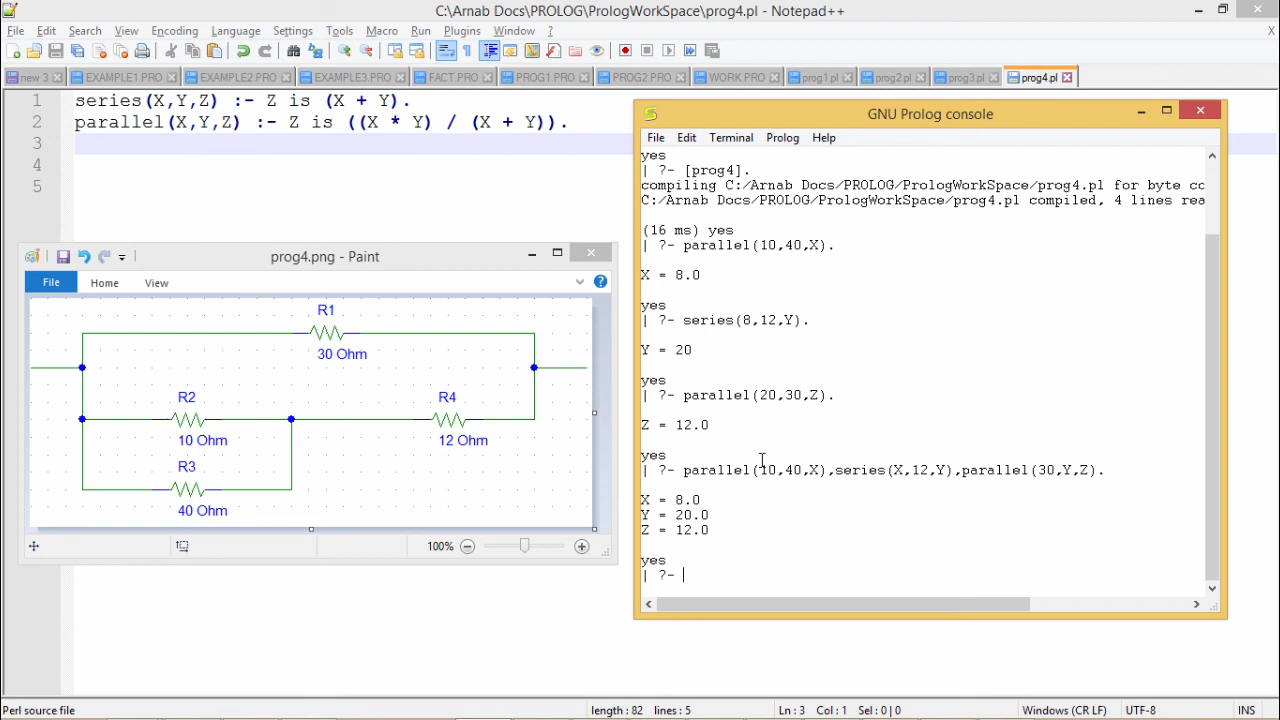 C:\Arnab Docs\PROLOG\PrologWorkSpace\prog4.pl - Notepad++
File Edit Search View Encoding Language Settings Tools Macro Run Plugins Window ?
new 3 EXAMPLE1.PRO EXAMPLE2.PRO EXAMPLE3.PRO FACT.PRO PROG1.PRO PROG2.PRO WORK.PRO prog1.pl prog2.pl prog3.pl prog4.pl
1 series(X,Y,Z) :- Z is (X + Y).
2 parallel(X,Y,Z) :- Z is ((X * Y) / (X + Y)).
3
4
5
GNU Prolog console
File Edit Terminal Prolog Help
yes
| ?- [prog4].
compiling C:/Arnab Docs/PROLOG/PrologWorkSpace/prog4.pl for byte co
C:/Arnab Docs/PROLOG/PrologWorkSpace/prog4.pl compiled, 4 lines rea
(16 ms) yes
| ?- parallel(10,40,X).
X = 8.0
yes
| ?- series(8,12,Y).
Y = 20
yes
| ?- parallel(20,30,Z).
Z = 12.0
yes
| ?- parallel(10,40,X),series(X,12,Y),parallel(30,Y,Z).
X = 8.0
Y = 20.0
Z = 12.0
yes
| ?-
prog4.png - Paint
File Home View
R1
30 Ohm
R2
10 Ohm
R4
12 Ohm
R3
40 Ohm
100%
Perl source file length : 82 lines : 5 Ln : 3 Col : 1 Sel : 0 | 0 Windows (CR LF) UTF-8 INS